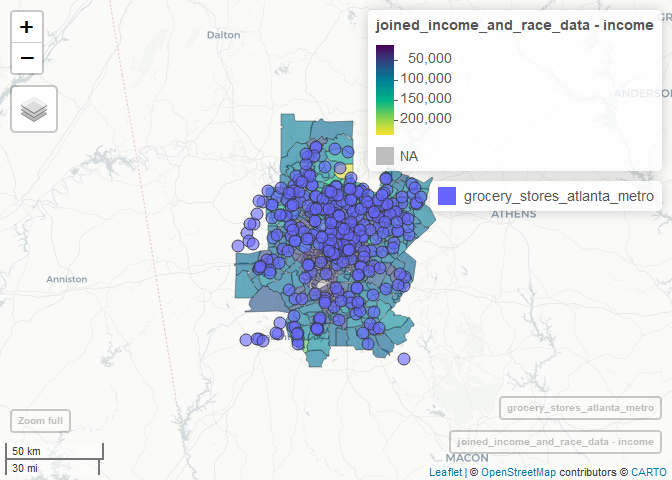 +
−
Dalton
joined_income_and_race_data - income
50,000
100,000
150,000
200,000
NA
grocery_stores_atlanta_metro
ATHENS
Anniston
Zoom full
grocery_stores_atlanta_metro
joined_income_and_race_data - income
50 km
30 mi
MACON
Leaflet | © OpenStreetMap contributors © CARTO